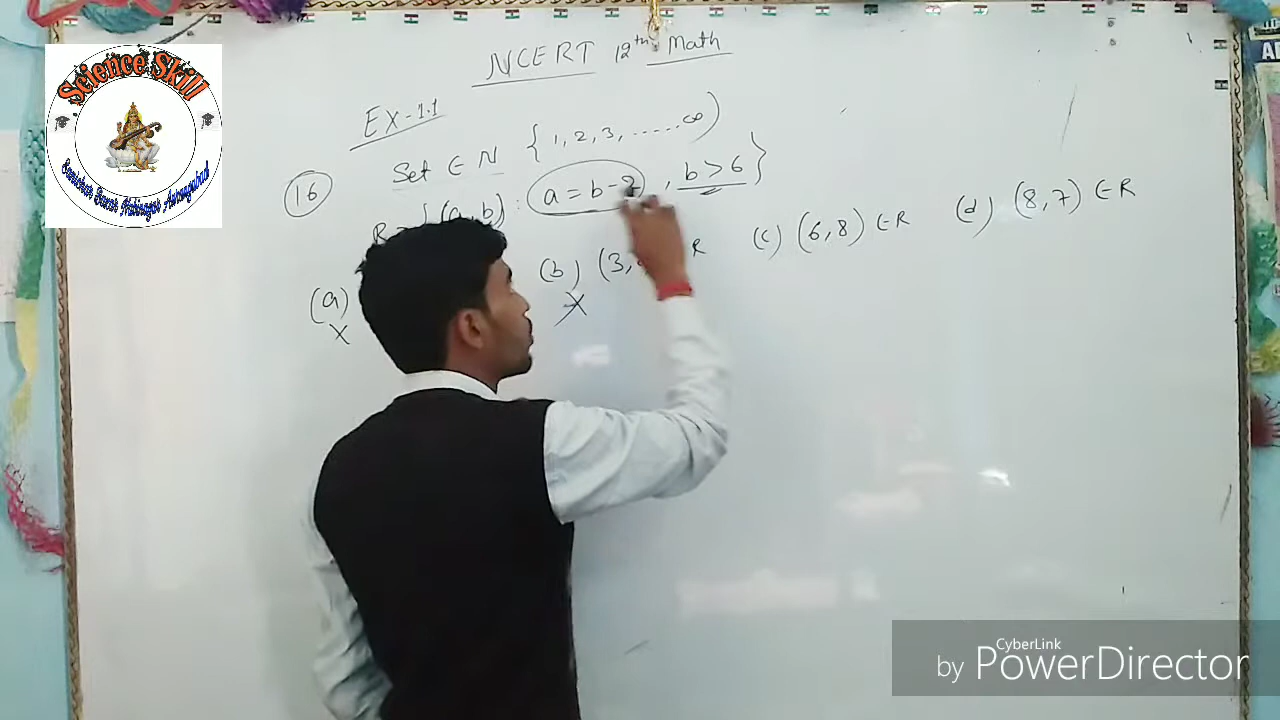 Science Skill
NCERT 12th Math
Ex-1.1
Set ∈ N { 1, 2, 3, ......∞)
(16)
R = {(a, b) : a = b - 2 , b > 6 }
(a) (b) (3, R (c) (6, 8) ∈ R (d) (8, 7) ∈ R
X X
CyberLink
by PowerDirector